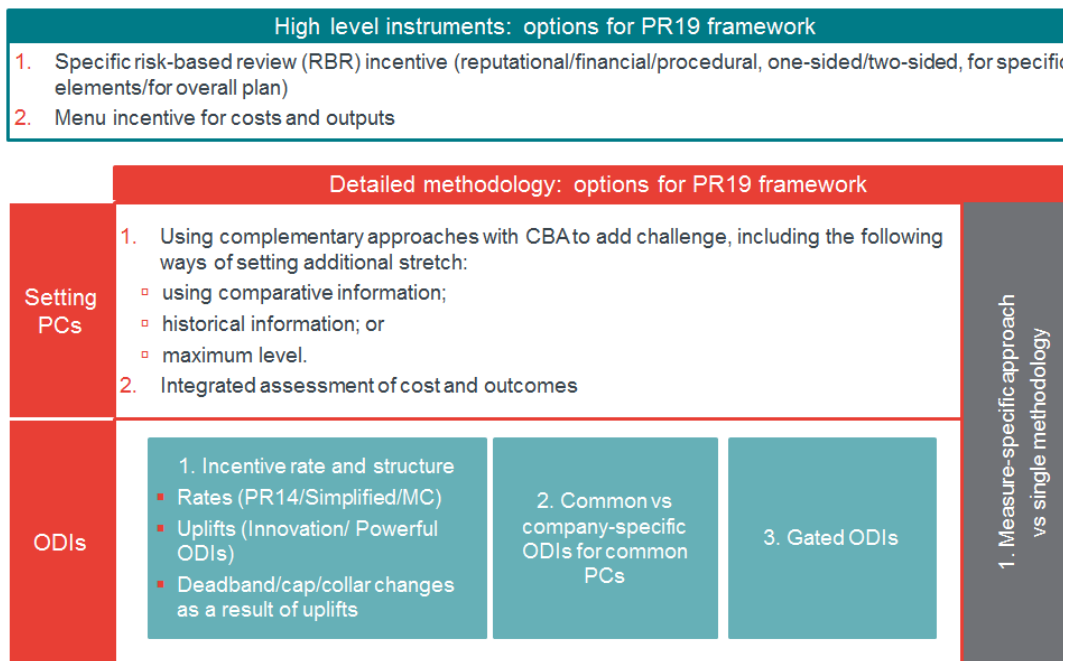 High level instruments: options for PR19 framework
1. Specific risk-based review (RBR) incentive (reputational/financial/procedural, one-sided/two-sided, for specific
elements/for overall plan)
2. Menu incentive for costs and outputs
Detailed methodology: options for PR19 framework
Setting
PCs
1. Using complementary approaches with CBA to add challenge, including the following
ways of setting additional stretch:
▫ using comparative information;
▫ historical information; or
▫ maximum level.
2. Integrated assessment of cost and outcomes
ODIs
1. Incentive rate and structure
▪ Rates (PR14/Simplified/MC)
▪ Uplifts (Innovation/ Powerful
ODIs)
▪ Deadband/cap/collar changes
as a result of uplifts
2. Common vs
company-specific
ODIs for common
PCs
3. Gated ODIs
1. Measure-specific approach
vs single methodology